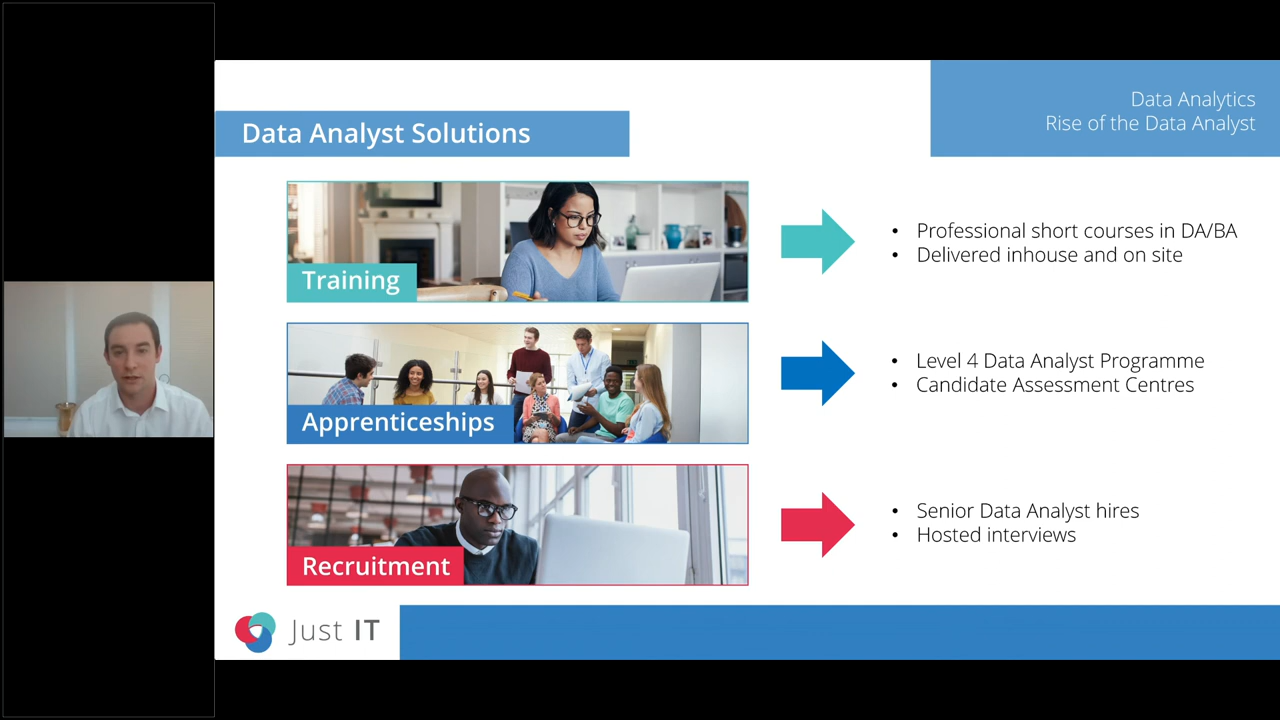 Data Analytics
Rise of the Data Analyst
Data Analyst Solutions
Training
• Professional short courses in DA/BA
• Delivered inhouse and on site
Apprenticeships
• Level 4 Data Analyst Programme
• Candidate Assessment Centres
Recruitment
• Senior Data Analyst hires
• Hosted interviews
Just IT